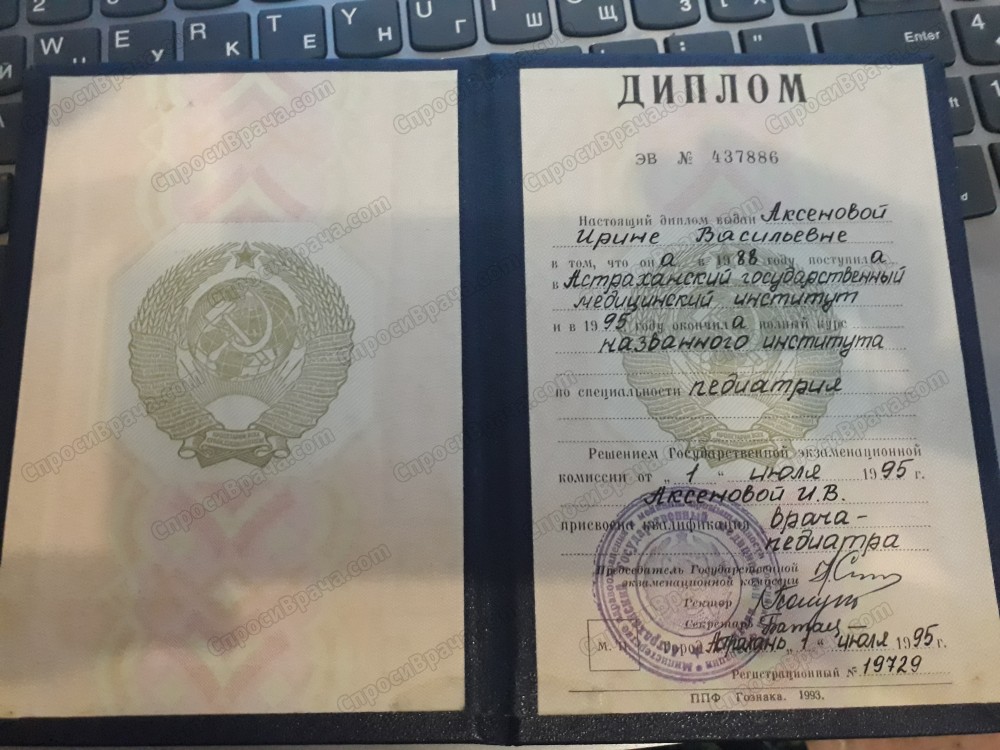 ДИПЛОМ
ЭВ № 437886
Настоящий диплом выдан Аксеновой
Ирине Васильевне
в том, что она в 1988 году поступила
в Астраханский государственный
медицинский институт
и в 1995 году окончила полный курс
названного института
по специальности педиатрия
Решением Государственной экзаменационной
комиссии от „1“ июля 1995 г.
Аксеновой И.В.
присвоена квалификация врача-
педиатра
Председатель Государственной
экзаменационной комиссии
Ректор
Секретарь
М. П. Город Астрахань „1“ июля 1995 г.
Регистрационный № 19729
ППФ Гознака. 1993.
СпросиВрача.com
W E R T Y U
У К Е Н Г Ш Щ З
Enter